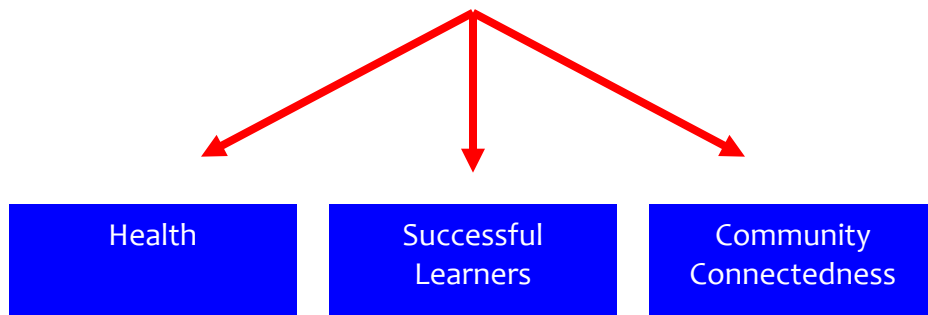 Health
Successful
Learners
Community
Connectedness